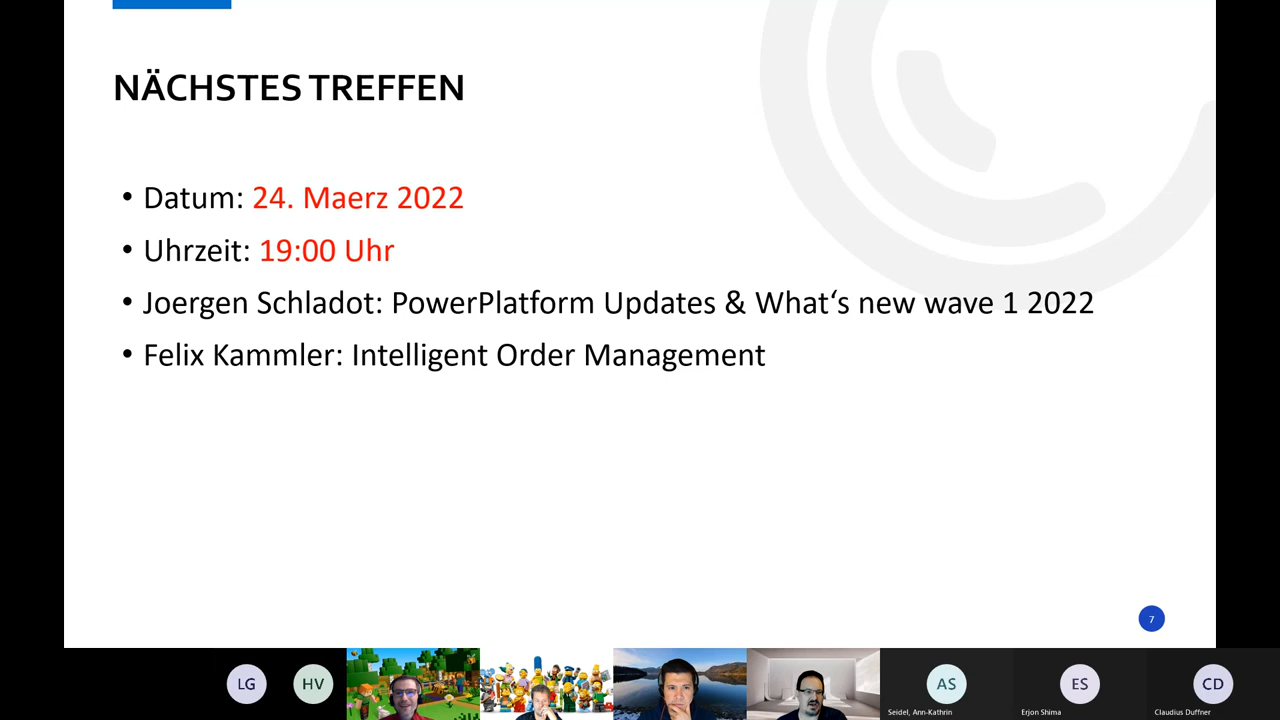 NÄCHSTES TREFFEN
• Datum: 24. Maerz 2022
• Uhrzeit: 19:00 Uhr
• Joergen Schladot: PowerPlatform Updates & What‘s new wave 1 2022
• Felix Kammler: Intelligent Order Management
7
LG
HV
AS
ES
CD
Seidel, Ann-Kathrin
Erjon Shima
Claudius Duffner